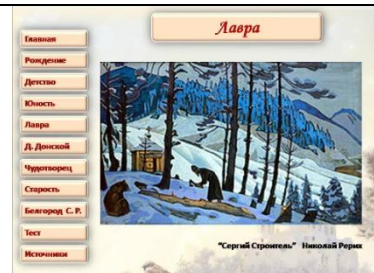 Лавра
Главная
Рождение
Детство
Юность
Лавра
Д. Донской
Чудотворец
Старость
Белгород С. Р.
Тест
Источники
"Сергий Строитель" Николай Рерих